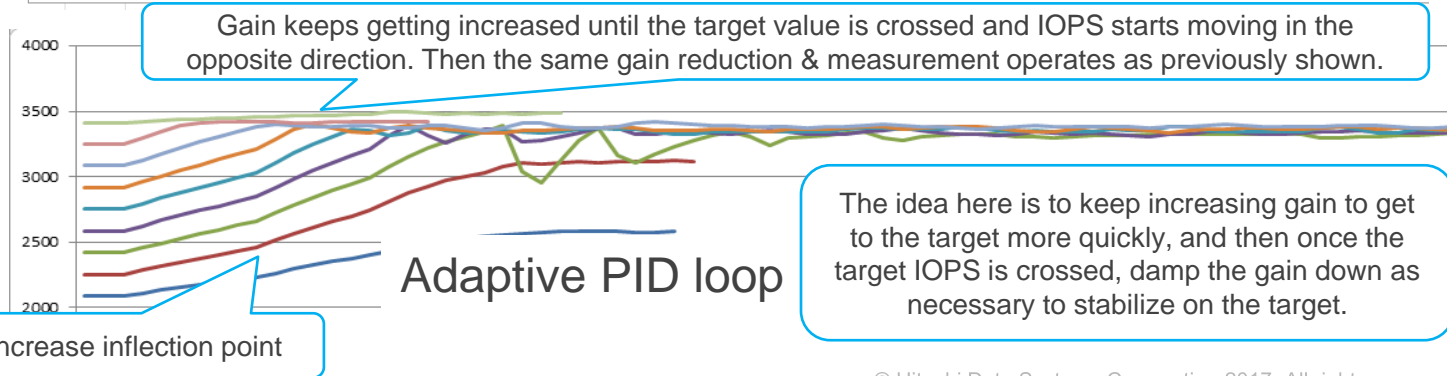 Gain keeps getting increased until the target value is crossed and IOPS starts moving in the
opposite direction. Then the same gain reduction & measurement operates as previously shown.
4000
3500
3000
2500
2000
The idea here is to keep increasing gain to get
to the target more quickly, and then once the
target IOPS is crossed, damp the gain down as
necessary to stabilize on the target.
Adaptive PID loop
ncrease inflection point